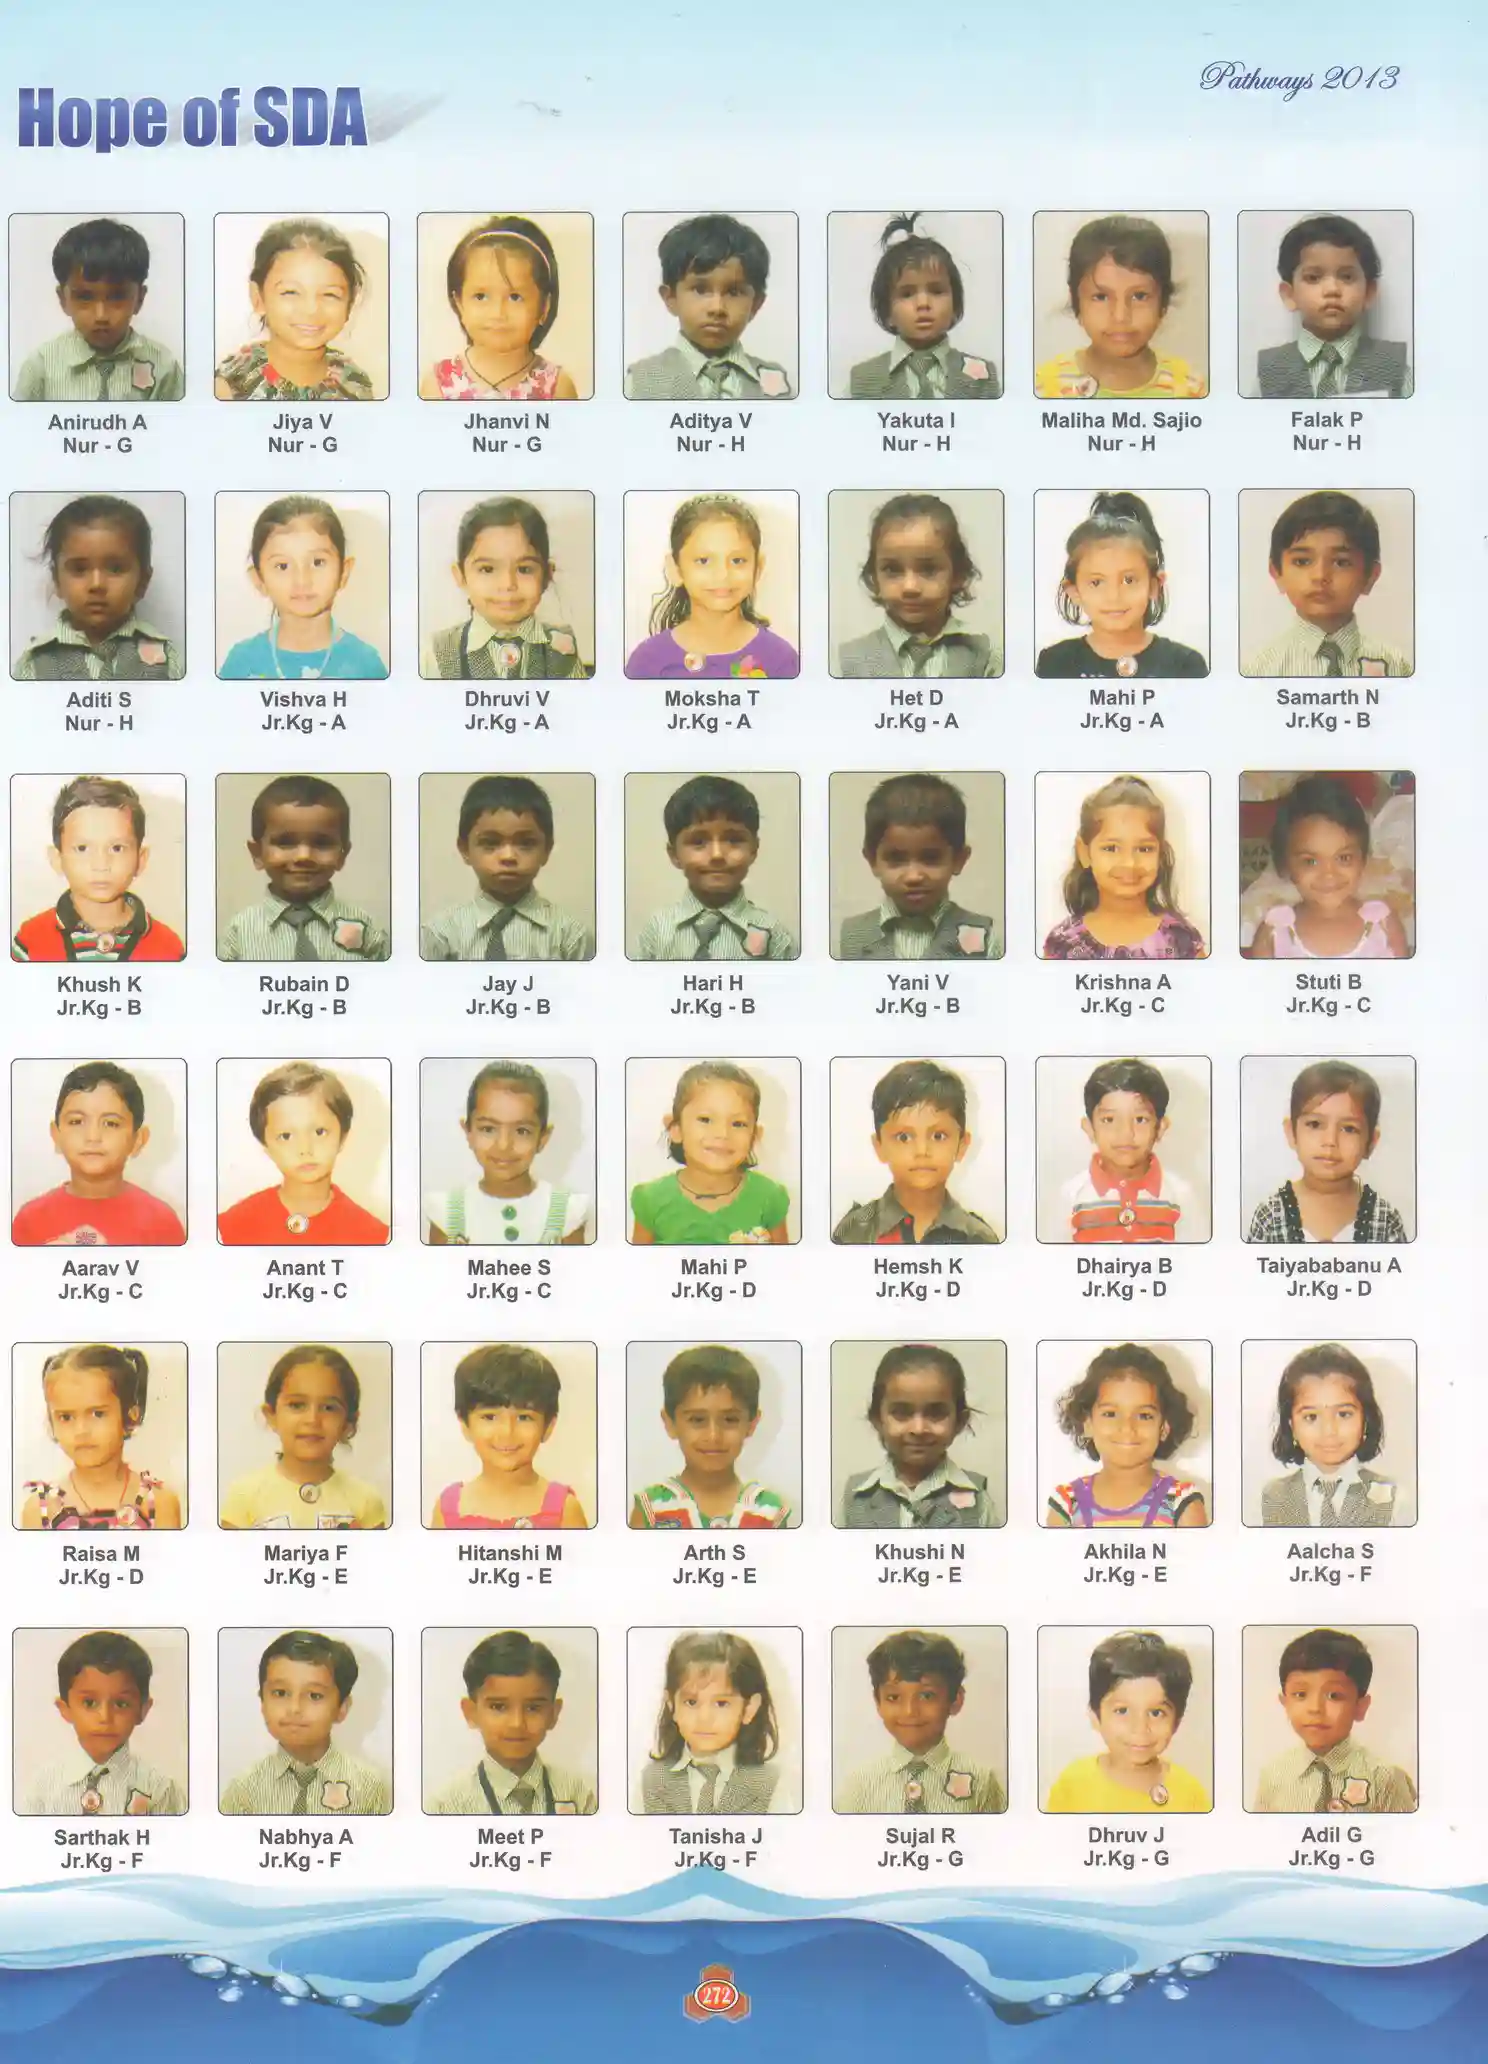 Pathways 2013
Hope of SDA
Anirudh A
Nur - G
Jiya V
Nur - G
Jhanvi N
Nur - G
Aditya V
Nur - H
Yakuta I
Nur - H
Maliha Md. Sajio
Nur - H
Falak P
Nur - H
Aditi S
Nur - H
Vishva H
Jr.Kg - A
Dhruvi V
Jr.Kg - A
Moksha T
Jr.Kg - A
Het D
Jr.Kg - A
Mahi P
Jr.Kg - A
Samarth N
Jr.Kg - B
Khush K
Jr.Kg - B
Rubain D
Jr.Kg - B
Jay J
Jr.Kg - B
Hari H
Jr.Kg - B
Yani V
Jr.Kg - B
Krishna A
Jr.Kg - C
Stuti B
Jr.Kg - C
Aarav V
Jr.Kg - C
Anant T
Jr.Kg - C
Mahee S
Jr.Kg - C
Mahi P
Jr.Kg - D
Hemsh K
Jr.Kg - D
Dhairya B
Jr.Kg - D
Taiyababanu A
Jr.Kg - D
Raisa M
Jr.Kg - D
Mariya F
Jr.Kg - E
Hitanshi M
Jr.Kg - E
Arth S
Jr.Kg - E
Khushi N
Jr.Kg - E
Akhila N
Jr.Kg - E
Aalcha S
Jr.Kg - F
Sarthak H
Jr.Kg - F
Nabhya A
Jr.Kg - F
Meet P
Jr.Kg - F
Tanisha J
Jr.Kg - F
Sujal R
Jr.Kg - G
Dhruv J
Jr.Kg - G
Adil G
Jr.Kg - G
272